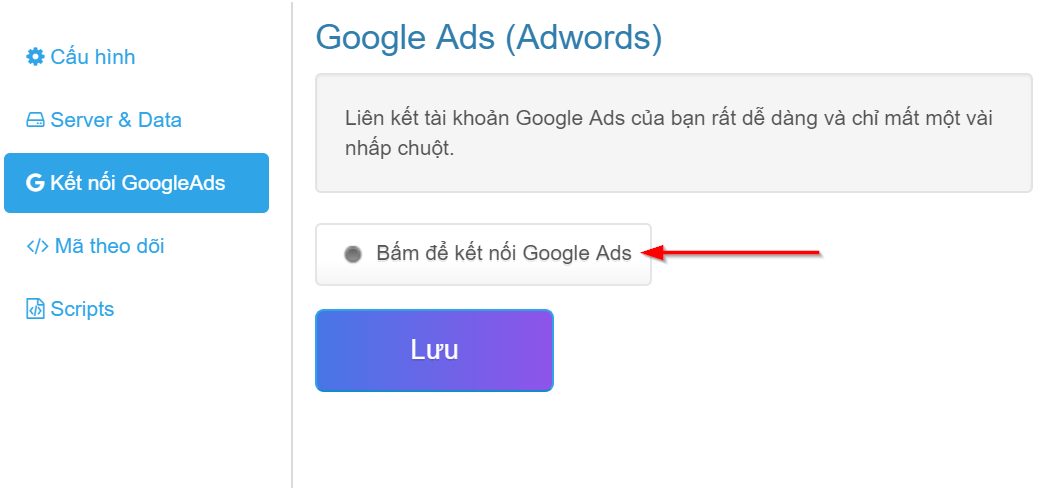 Cấu hình
Server & Data
Kết nối GoogleAds
Mã theo dõi
Scripts
Google Ads (Adwords)
Liên kết tài khoản Google Ads của bạn rất dễ dàng và chỉ mất một vài
nhấp chuột.
Bấm để kết nối Google Ads
Lưu